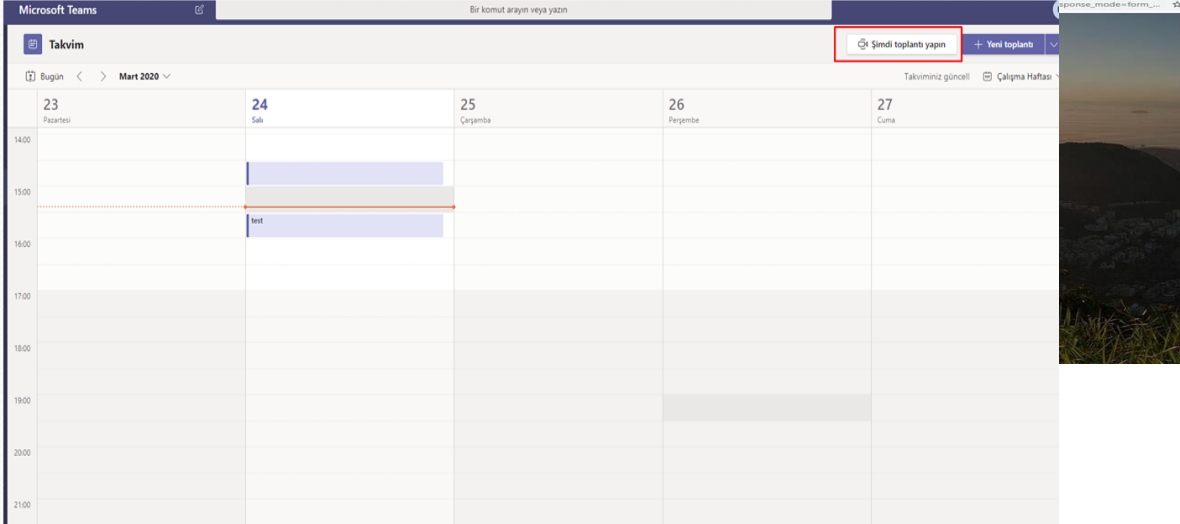 Microsoft Teams
Bir komut arayın veya yazın
sponse_mode=form_...
Takvim
Şimdi toplantı yapın
+ Yeni toplantı
Bugün
Mart 2020
Takviminiz güncell
Çalışma Haftası
23
Pazartesi
24
Salı
25
Çarşamba
26
Perşembe
27
Cuma
14:00
15:00
test
16:00
17:00
18:00
19:00
20:00
21:00